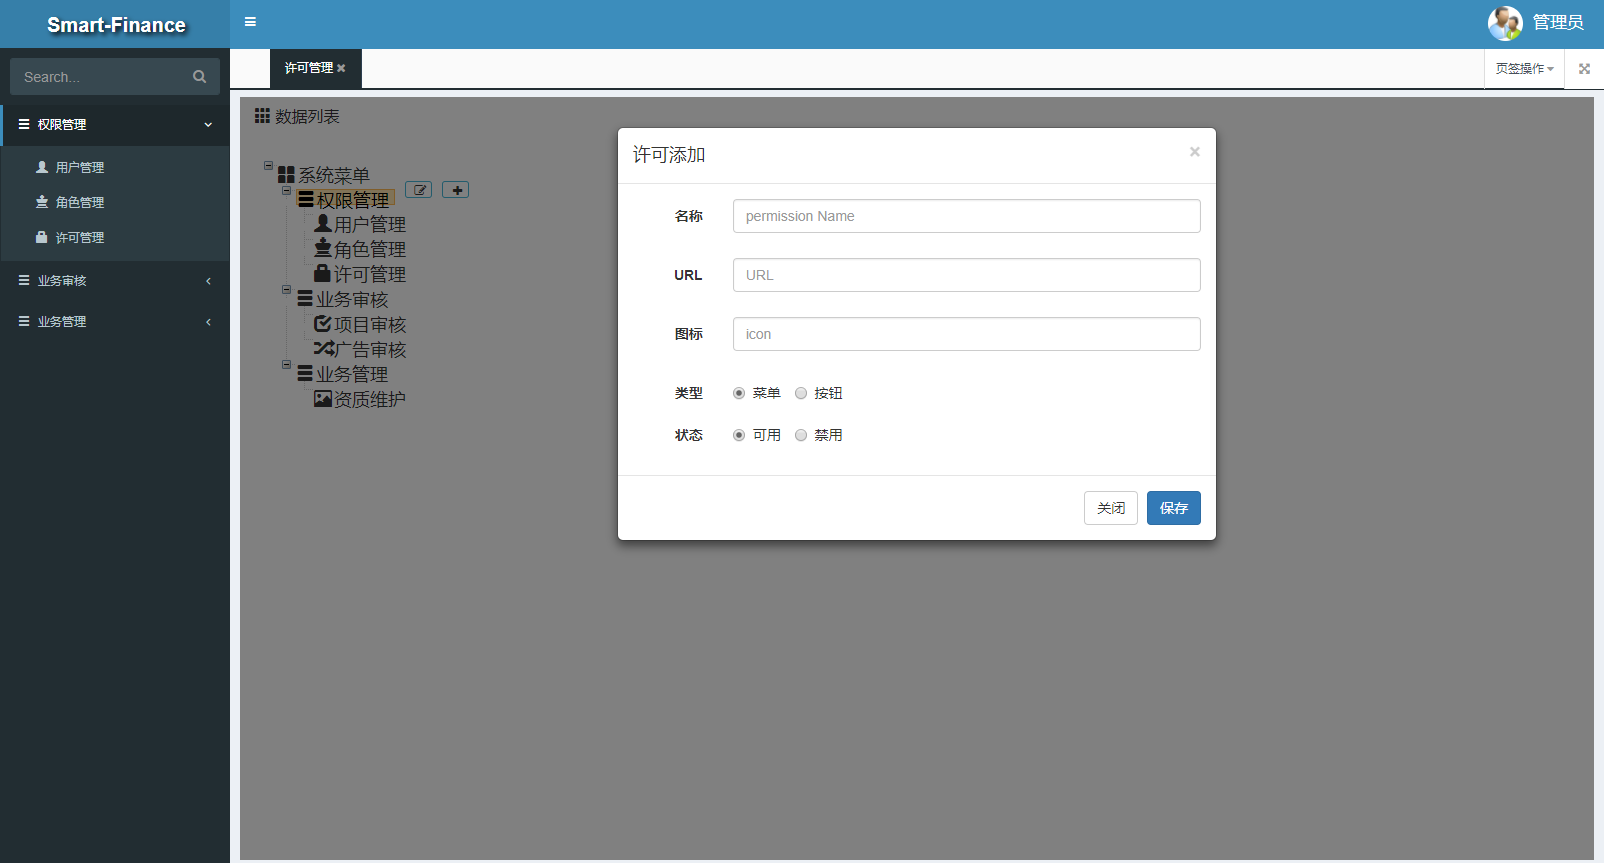 Smart-Finance
管理员
Search...
许可管理
页签操作
权限管理
用户管理
角色管理
许可管理
业务审核
业务管理
数据列表
系统菜单
权限管理
用户管理
角色管理
许可管理
业务审核
项目审核
广告审核
业务管理
资质维护
许可添加
×
名称
permission Name
URL
URL
图标
icon
类型 菜单 按钮
状态 可用 禁用
关闭 保存